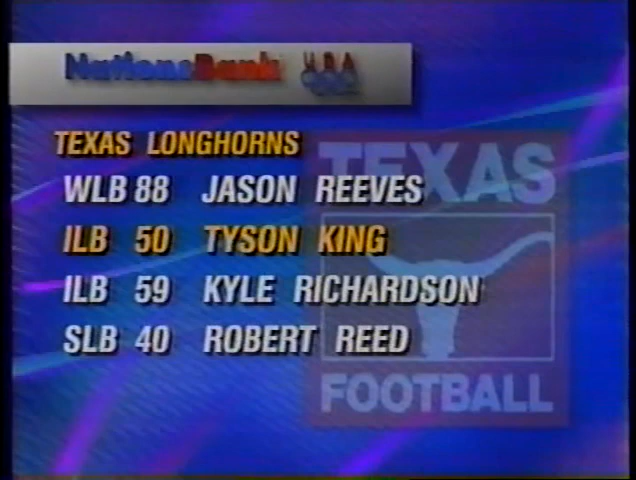 NationsBank USA
TEXAS LONGHORNS
WLB 88 JASON REEVES
ILB 50 TYSON KING
ILB 59 KYLE RICHARDSON
SLB 40 ROBERT REED
TEXAS
FOOTBALL